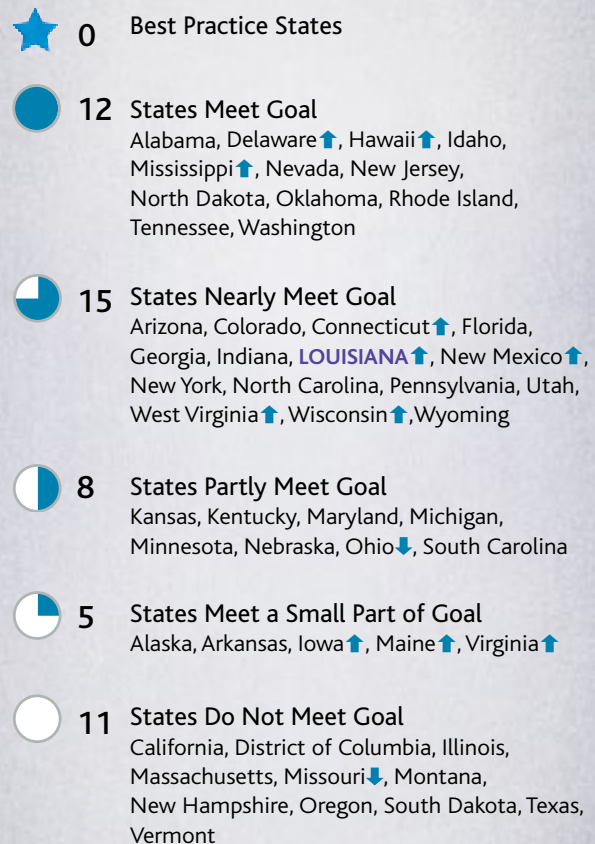 0 Best Practice States
12 States Meet Goal
Alabama, Delaware⬆, Hawaii⬆, Idaho,
Mississippi⬆, Nevada, New Jersey,
North Dakota, Oklahoma, Rhode Island,
Tennessee, Washington
15 States Nearly Meet Goal
Arizona, Colorado, Connecticut⬆, Florida,
Georgia, Indiana, LOUISIANA⬆, New Mexico⬆,
New York, North Carolina, Pennsylvania, Utah,
West Virginia⬆, Wisconsin⬆,Wyoming
8 States Partly Meet Goal
Kansas, Kentucky, Maryland, Michigan,
Minnesota, Nebraska, Ohio⬇, South Carolina
5 States Meet a Small Part of Goal
Alaska, Arkansas, Iowa⬆, Maine⬆, Virginia⬆
11 States Do Not Meet Goal
California, District of Columbia, Illinois,
Massachusetts, Missouri⬇, Montana,
New Hampshire, Oregon, South Dakota, Texas,
Vermont